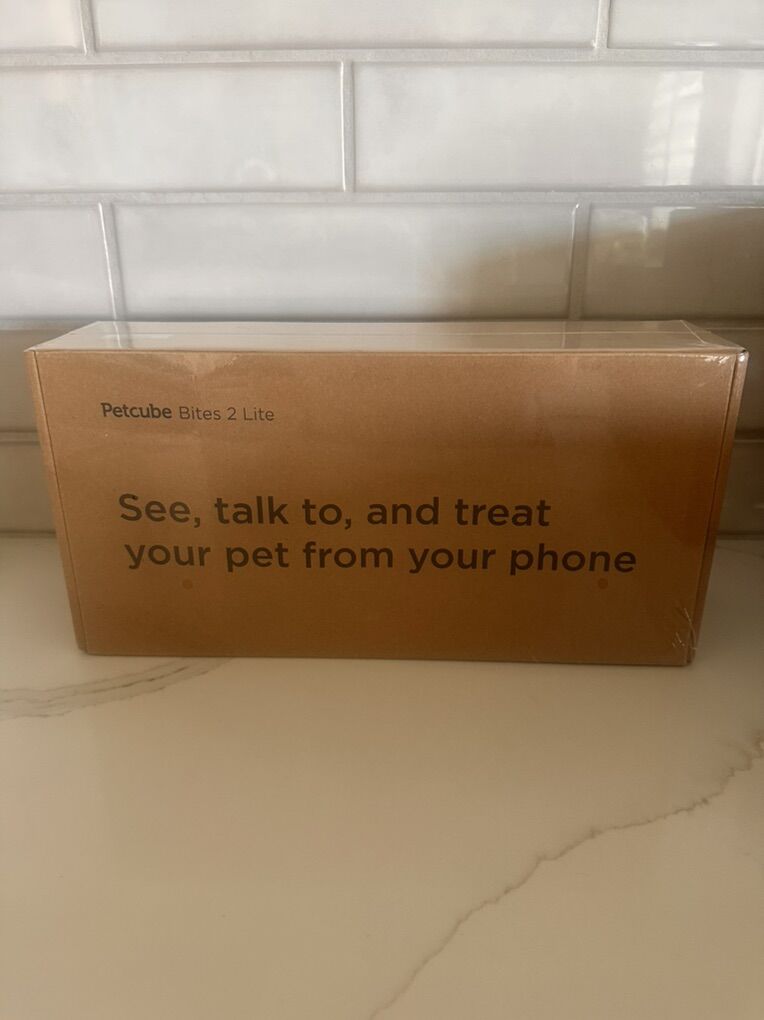 Petcube Bites 2 Lite
See, talk to, and treat
your pet from your phone